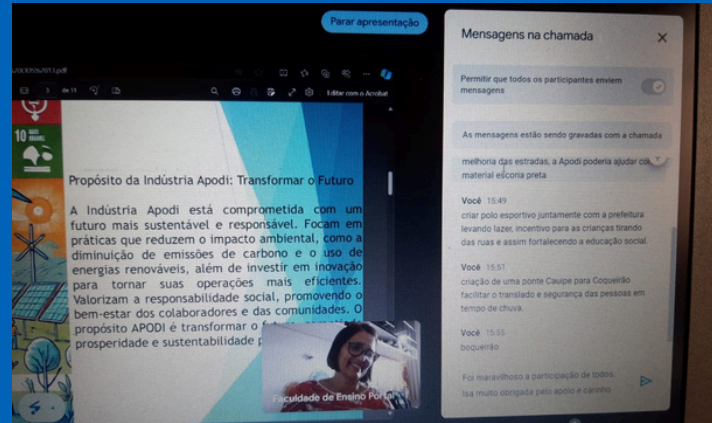 Parar apresentação
Mensagens na chamada
Permitir que todos os participantes enviem
mensagens
As mensagens estão sendo gravadas com a chamada
melhoria das estradas, a Apodi poderia ajudar
material escoria preta
Você 15:49
criar polo esportivo juntamente com a prefeitura
levando lazer, incentivo para as crianças tirando
das ruas e assim fortalecendo a educação social.
Você 15:51
criação de uma ponte Cauipe para Coqueirão
facilitar o translado e segurança das pessoas em
tempo de chuva.
Você 15:55
boqueirão
Foi maravilhoso a participação de todos.
Isa muito obrigada pelo apoio e carinho
3 de 11
Editar com o Acrobat
10
Propósito da Indústria Apodi: Transformar o Futuro
A Indústria Apodi está comprometida com um
futuro mais sustentável e responsável. Focam em
práticas que reduzem o impacto ambiental, como a
diminuição de emissões de carbono e o uso de
energias renováveis, além de investir em inovação
para tornar suas operações mais eficientes.
Valorizam a responsabilidade social, promovendo o
bem-estar dos colaboradores e das comunidades. O
propósito APODI é transformar o
prosperidade e sustentabilidade
Faculdade de Ensino Portal